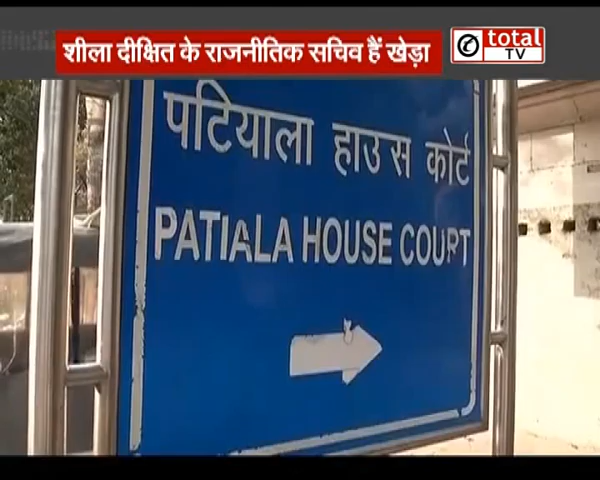 शीला दीक्षित के राजनीतिक सचिव हैं खेड़ा
total
TV
पटियाला हाउस कोर्ट
PATIALA HOUSE COURT